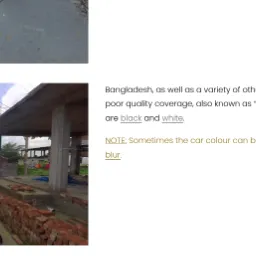 Bangladesh, as well as a variety of oth
poor quality coverage, also known as
are black and white.
NOTE: Sometimes the car colour can b
blur.